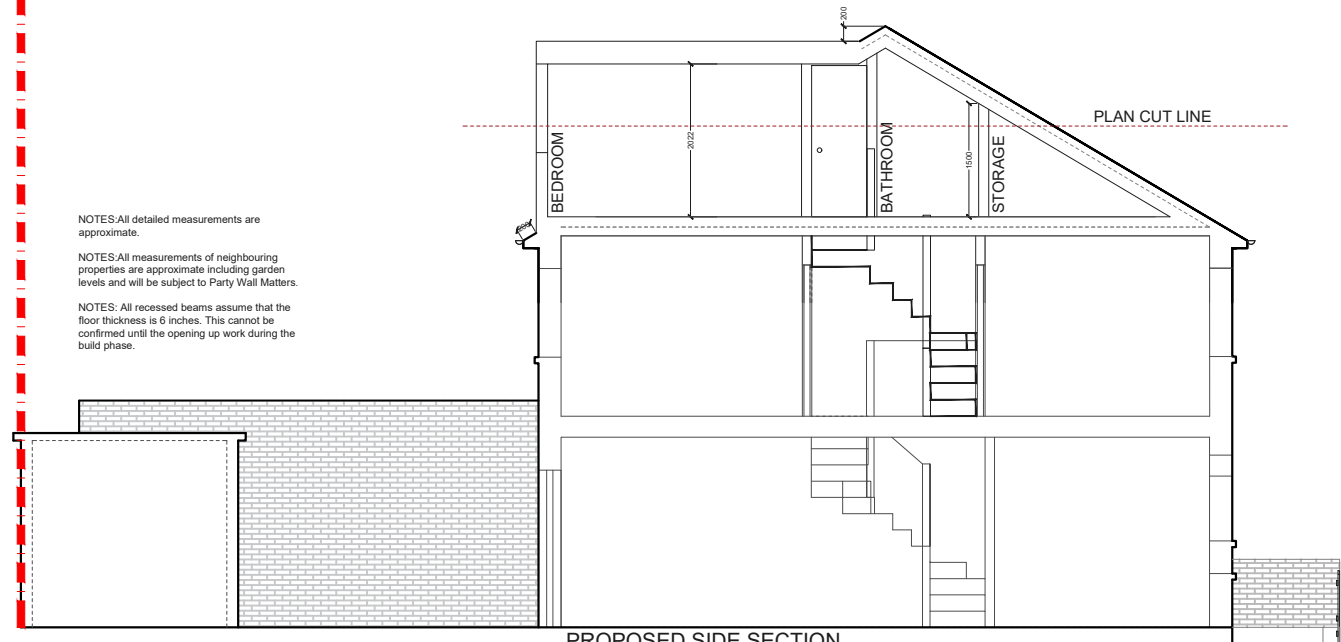 200
PLAN CUT LINE
BEDROOM
2022
BATHROOM
1500
STORAGE
NOTES:All detailed measurements are
approximate.
NOTES:All measurements of neighbouring
properties are approximate including garden
levels and will be subject to Party Wall Matters.
NOTES: All recessed beams assume that the
floor thickness is 6 inches. This cannot be
confirmed until the opening up work during the
build phase.
PROPOSED SIDE SECTION